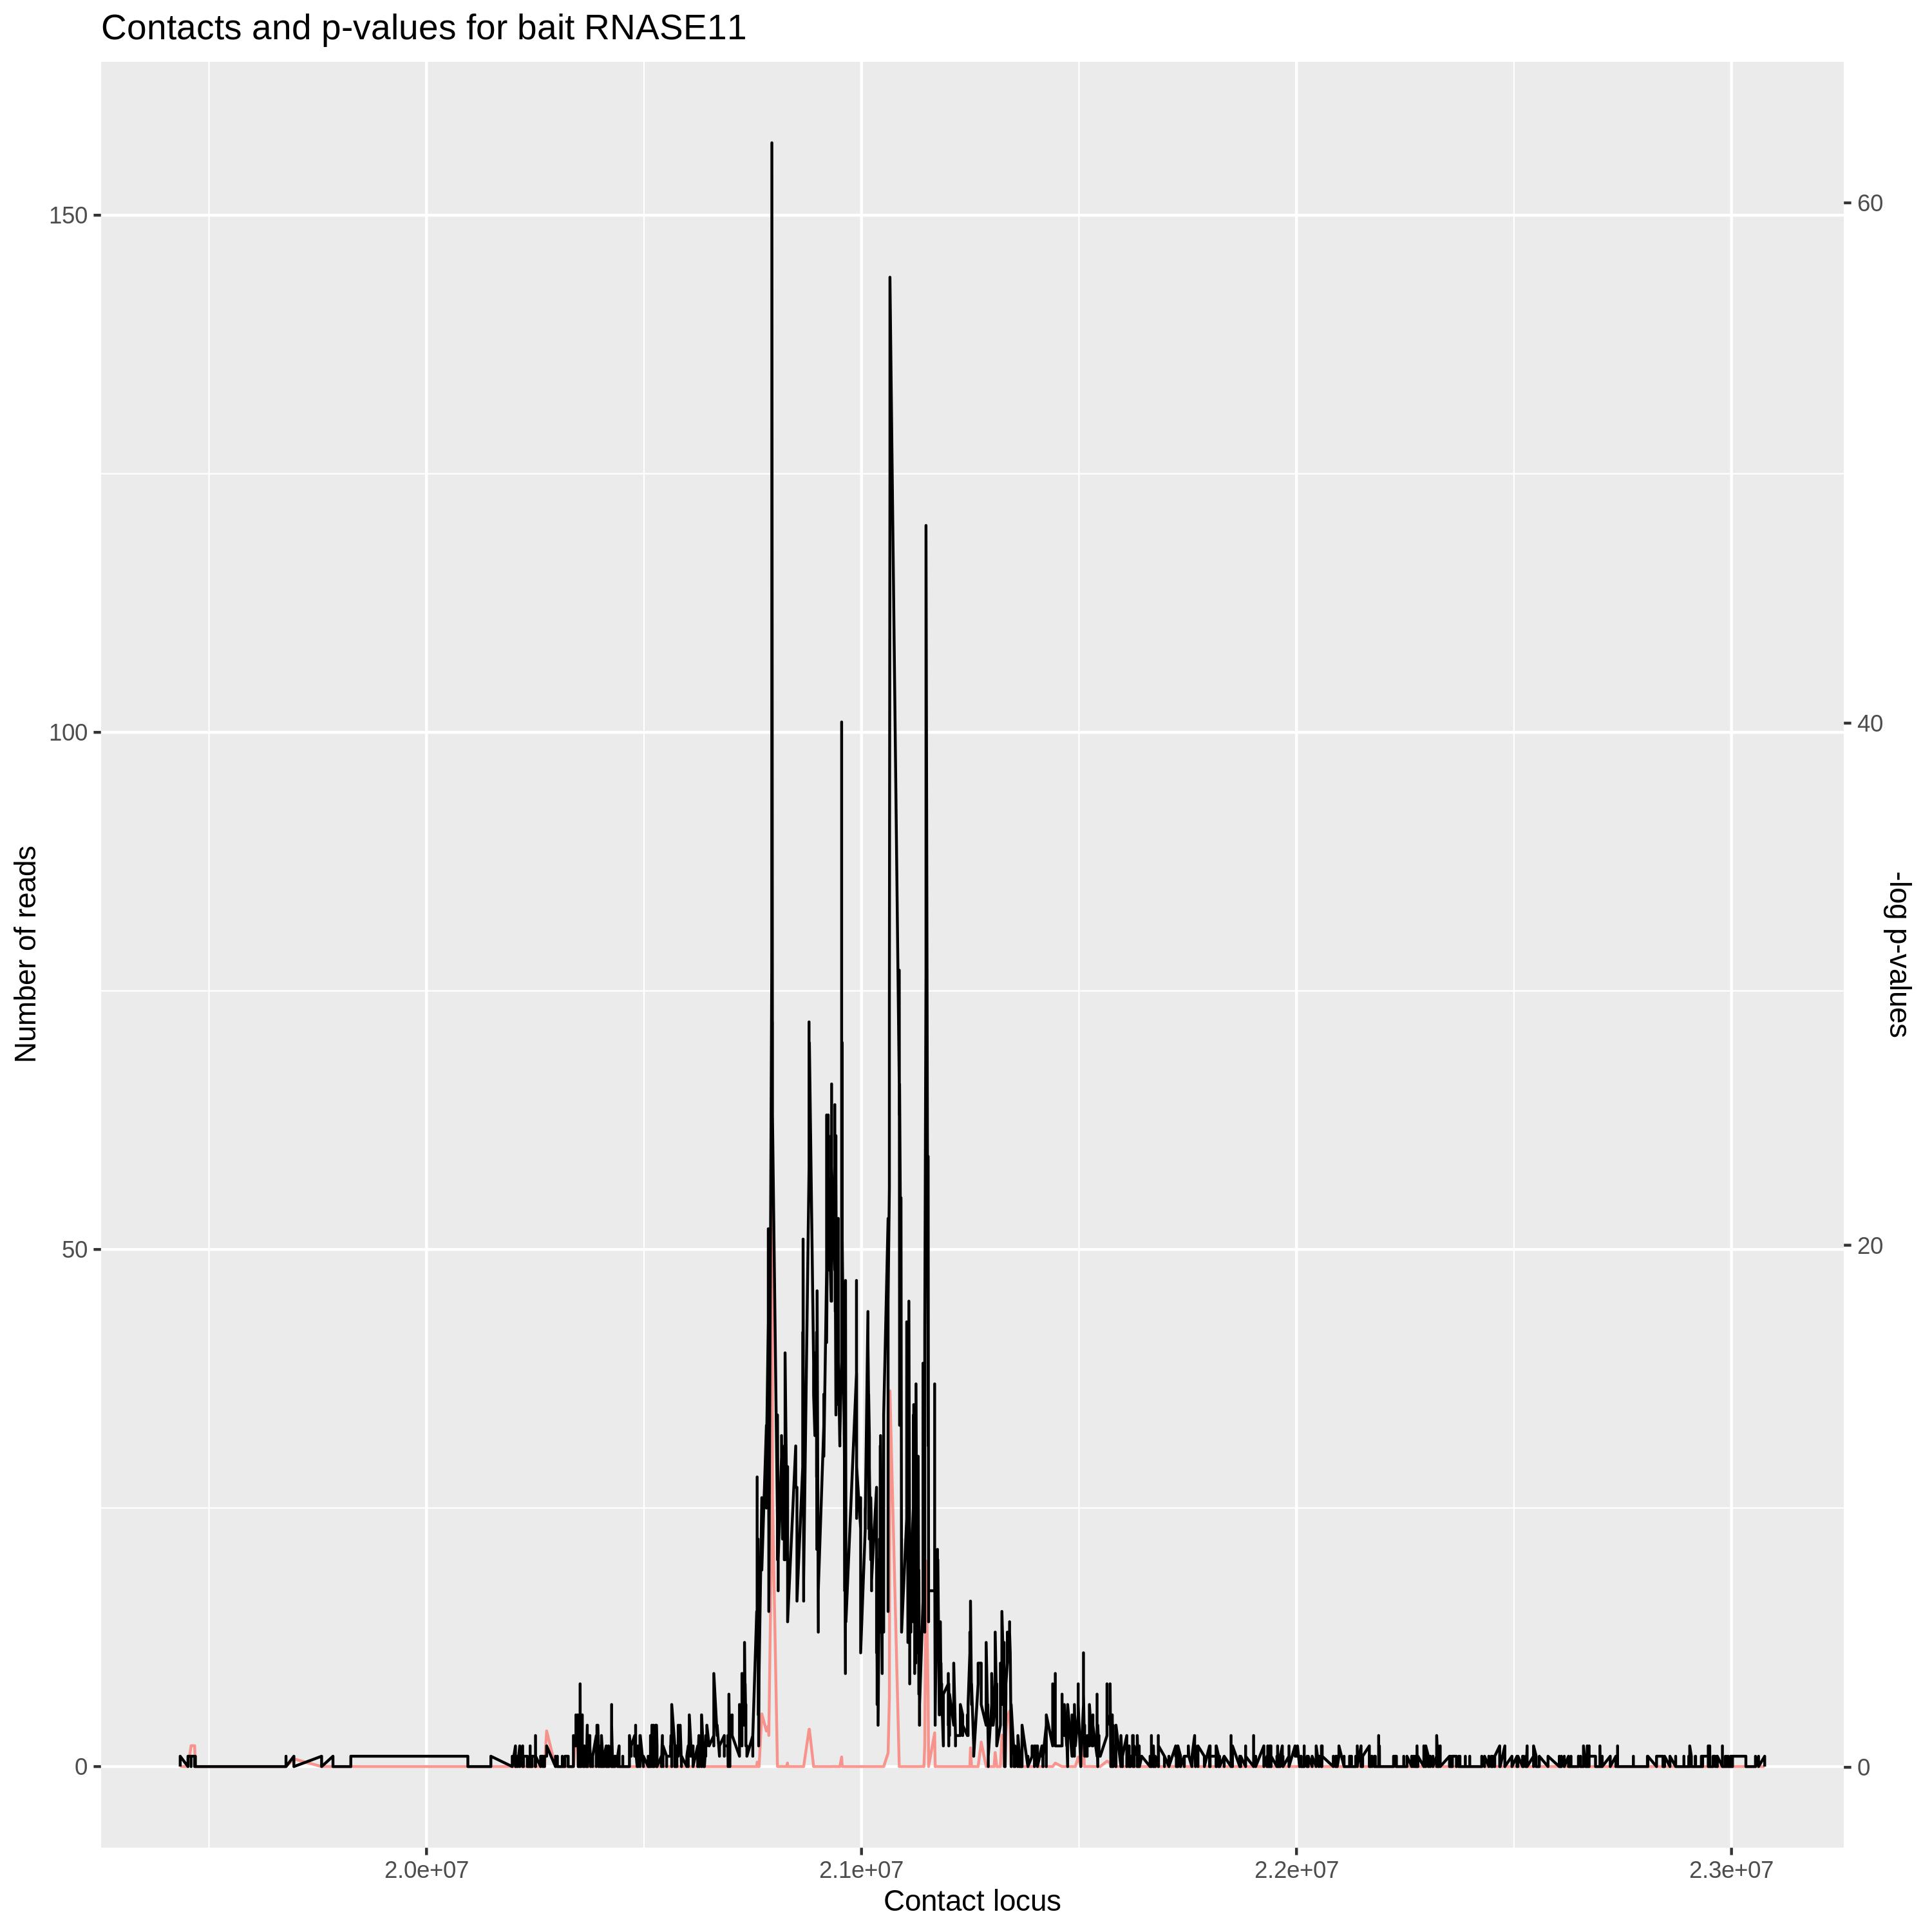 Contacts and p-values for bait RNASE11
150
100
50
0
Number of reads
60
40
20
0
-log p-values
2.0e+07
2.1e+07
2.2e+07
2.3e+07
Contact locus